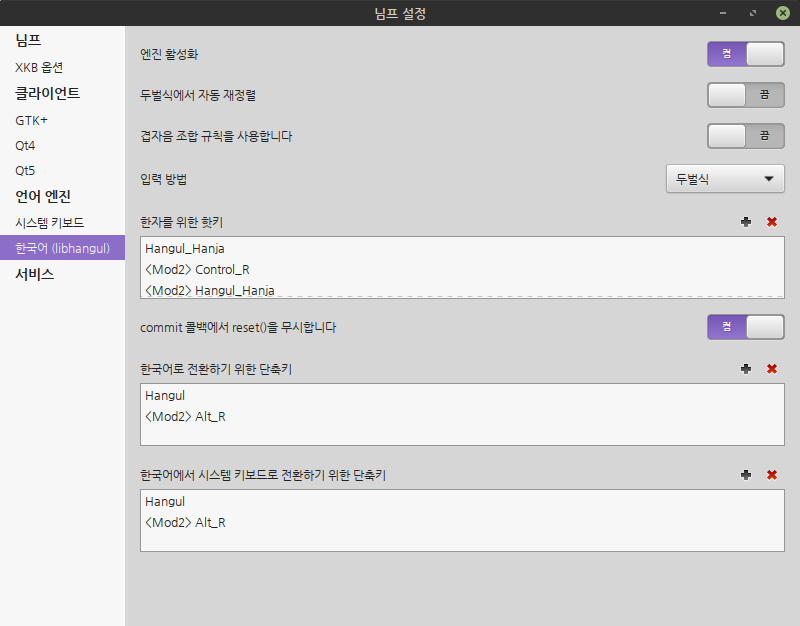 님프 설정
님프
XKB 옵션
클라이언트
GTK+
Qt4
Qt5
언어 엔진
시스템 키보드
한국어 (libhangul)
서비스
엔진 활성화
켬
두벌식에서 자동 재정렬
끔
겹자음 조합 규칙을 사용합니다
끔
입력 방법
두벌식
한자를 위한 핫키
Hangul_Hanja
<Mod2> Control_R
<Mod2> Hangul_Hanja
commit 콜백에서 reset()을 무시합니다
켬
한국어로 전환하기 위한 단축키
Hangul
<Mod2> Alt_R
한국어에서 시스템 키보드로 전환하기 위한 단축키
Hangul
<Mod2> Alt_R